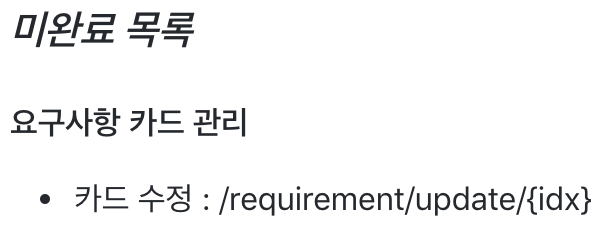 미완료 목록
요구사항 카드 관리
• 카드 수정 : /requirement/update/{idx}